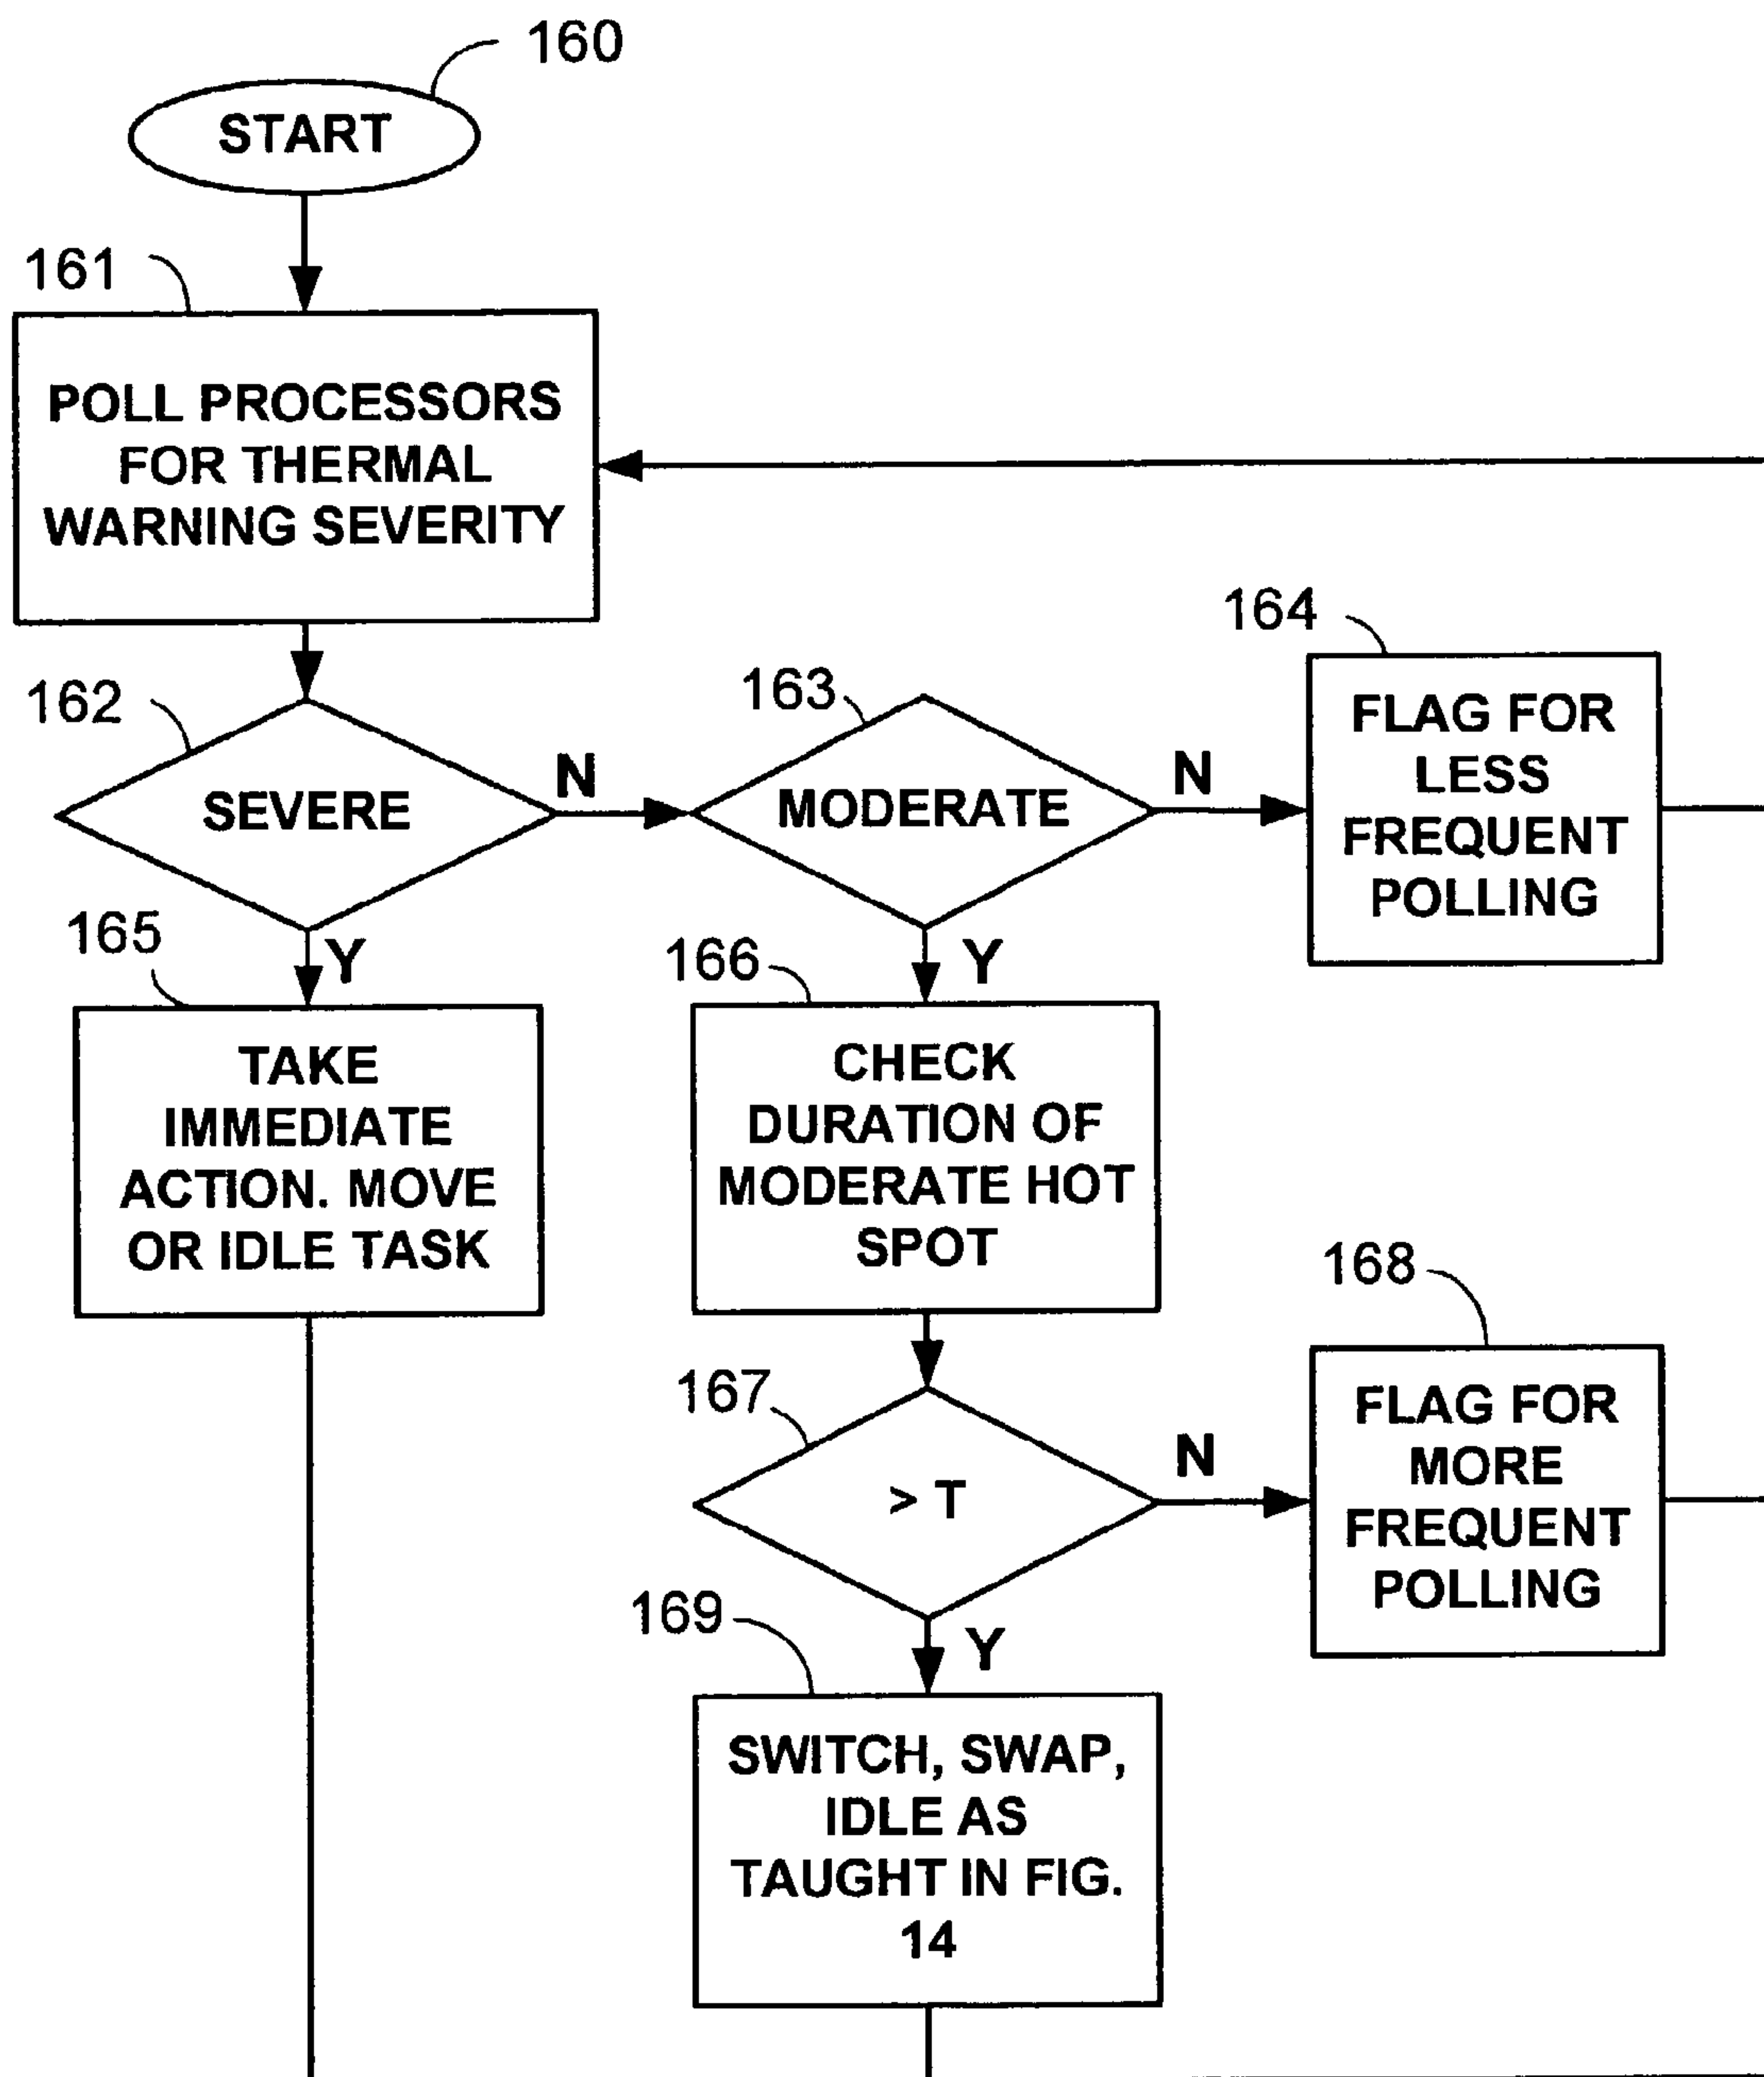 160
START
161
POLL PROCESSORS
FOR THERMAL
WARNING SEVERITY
162
SEVERE
N
163
MODERATE
N
164
FLAG FOR
LESS
FREQUENT
POLLING
Y
165
TAKE
IMMEDIATE
ACTION. MOVE
OR IDLE TASK
Y
166
CHECK
DURATION OF
MODERATE HOT
SPOT
167
> T
N
168
FLAG FOR
MORE
FREQUENT
POLLING
Y
169
SWITCH, SWAP,
IDLE AS
TAUGHT IN FIG.
14